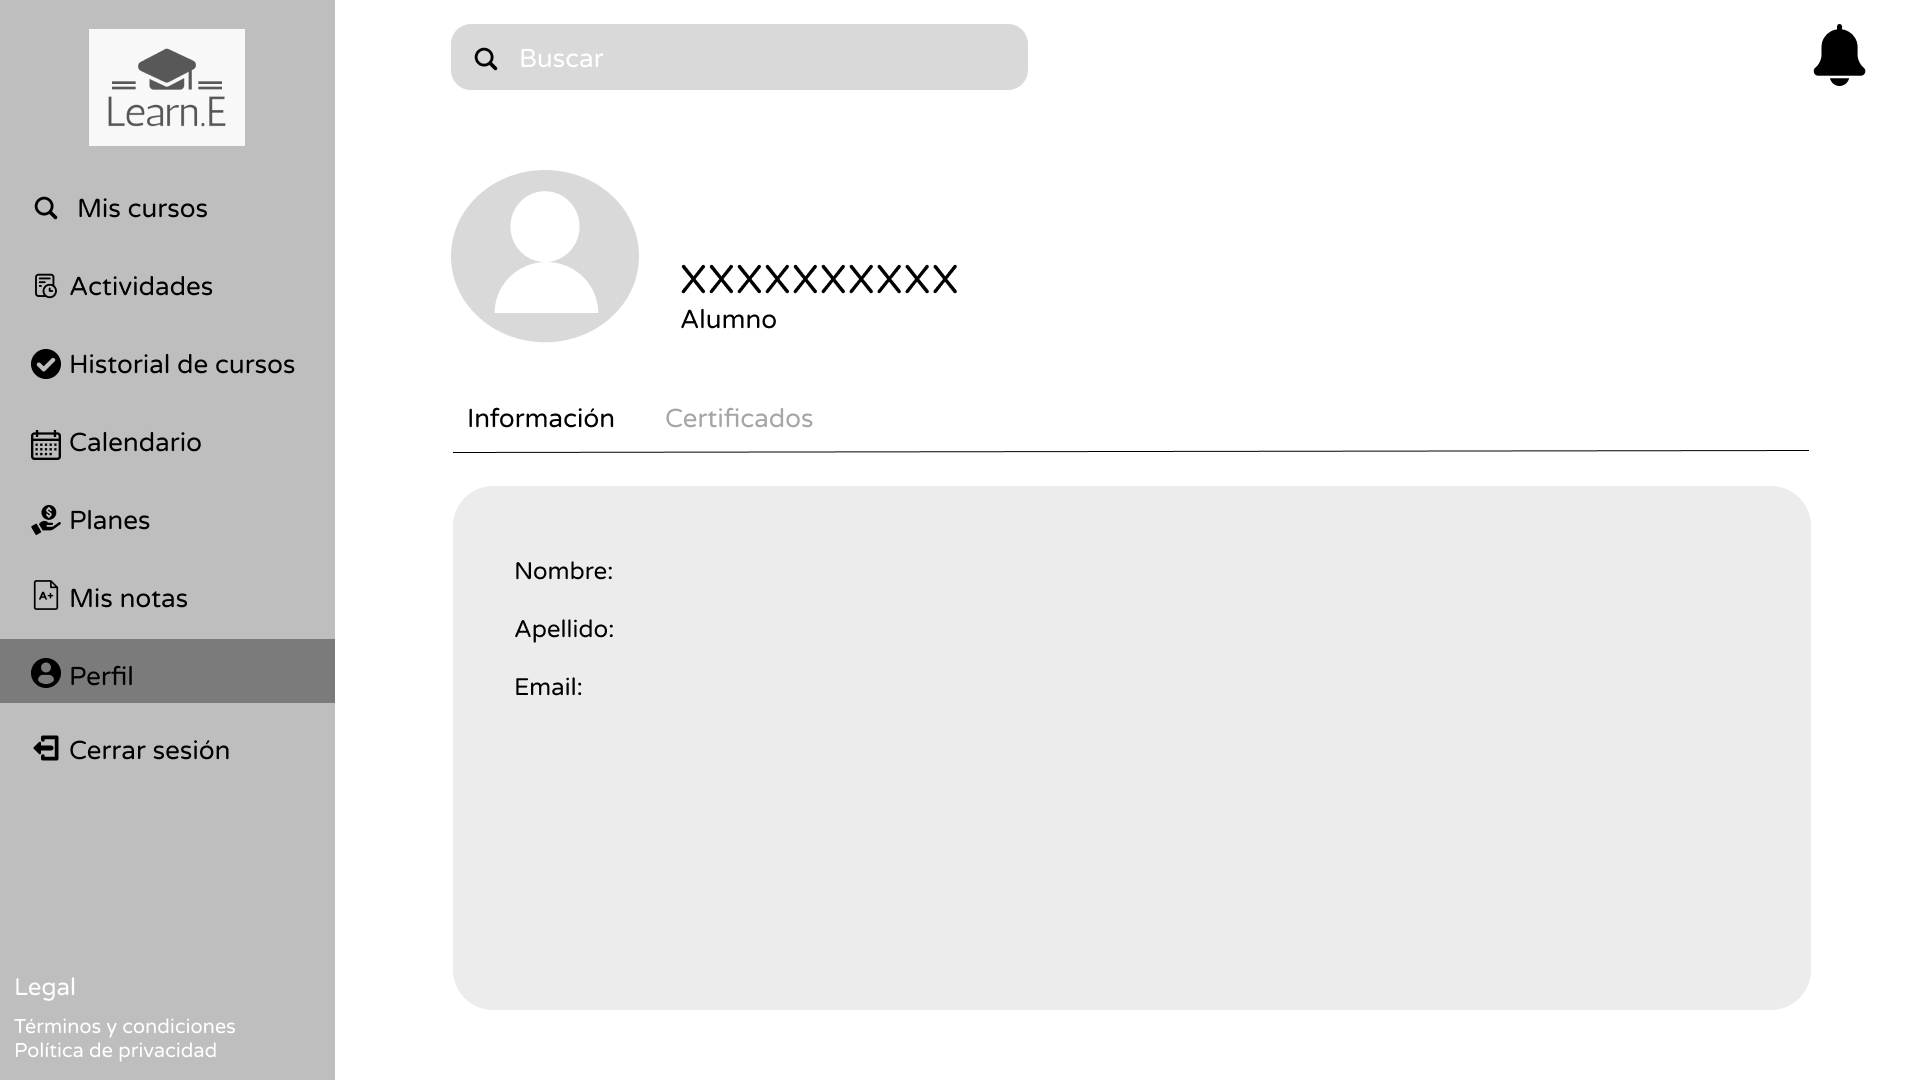 Learn.E
Buscar
Mis cursos
Actividades
Historial de cursos
Calendario
$
Planes
A+
Mis notas
Perfil
Cerrar sesión
Legal
Términos y condiciones
Política de privacidad
XXXXXXXXXX
Alumno
Información
Certificados
Nombre:
Apellido:
Email: